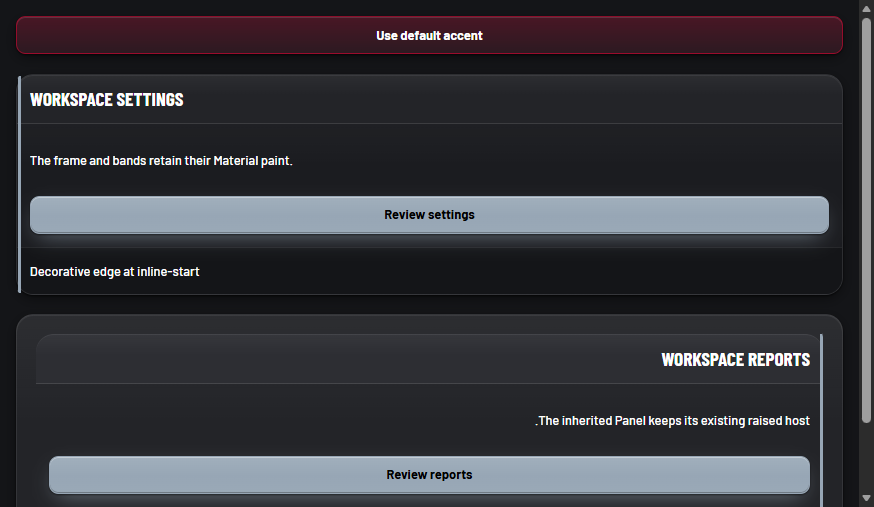 Use default accent
WORKSPACE SETTINGS
The frame and bands retain their Material paint.
Review settings
Decorative edge at inline-start
WORKSPACE REPORTS
.The inherited Panel keeps its existing raised host
Review reports